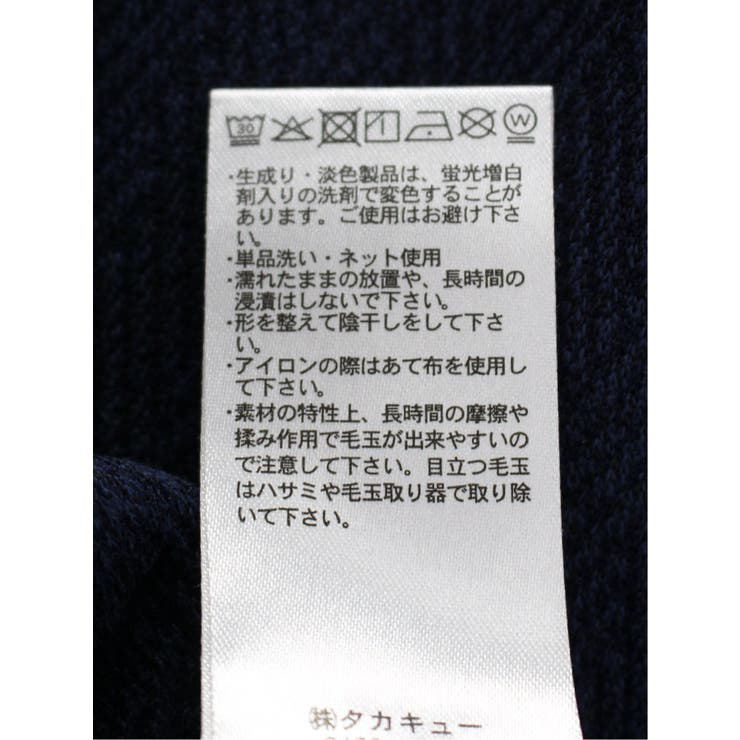 30 W
・生成り・淡色製品は、蛍光増白
剤入りの洗剤で変色することが
あります。ご使用はお避け下さ
い。
・単品洗い・ネット使用
・濡れたままの放置や、長時間の
浸漬はしないで下さい。
・形を整えて陰干しをして下さ
い。
・アイロンの際はあて布を使用し
て下さい。
・素材の特性上、長時間の摩擦や
揉み作用で毛玉が出来やすいの
で注意して下さい。目立つ毛玉
はハサミや毛玉取り器で取り除
いて下さい。
㈱タカキュー